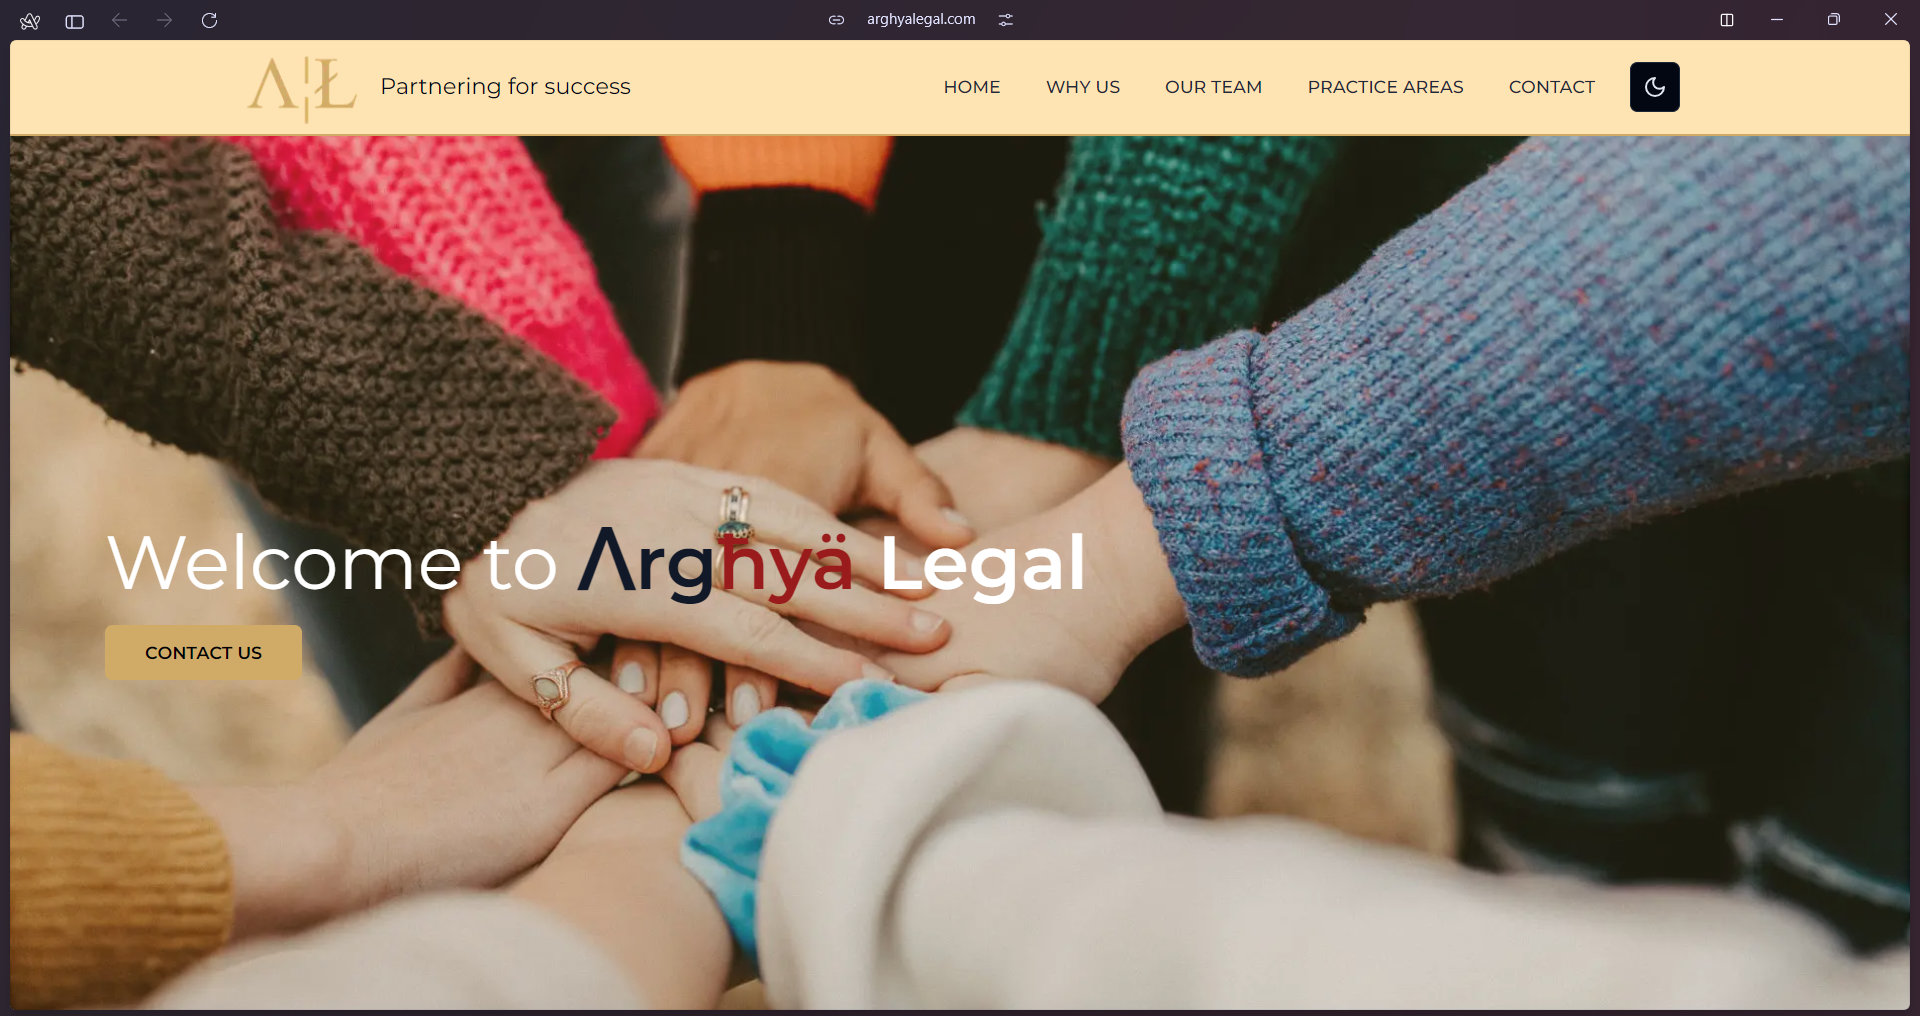 arghyalegal.com
Λ|Ł
Partnering for success
HOME
WHY US
OUR TEAM
PRACTICE AREAS
CONTACT
Welcome to Λrghyä Legal
CONTACT US